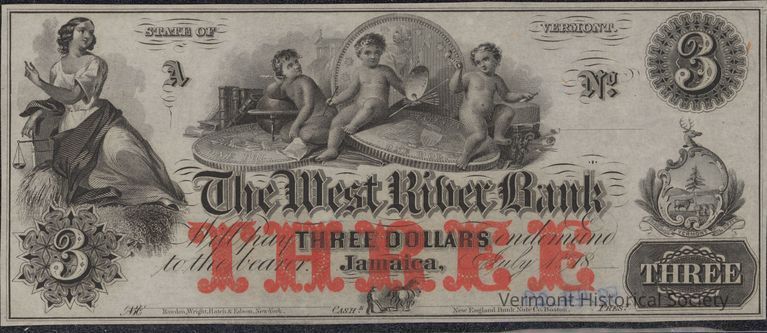 STATE OF VERMONT.
3
A No.
The West River Bank
3
VERMONT
Will pay THREE DOLLARS on demand
THREE
to the bearer. Jamaica, July 1, 18
THREE
Vermont Historical Society
CASH.R PRES.T
Rawdon, Wright, Hatch & Edson, New York. New England Bank Note Co. Boston.